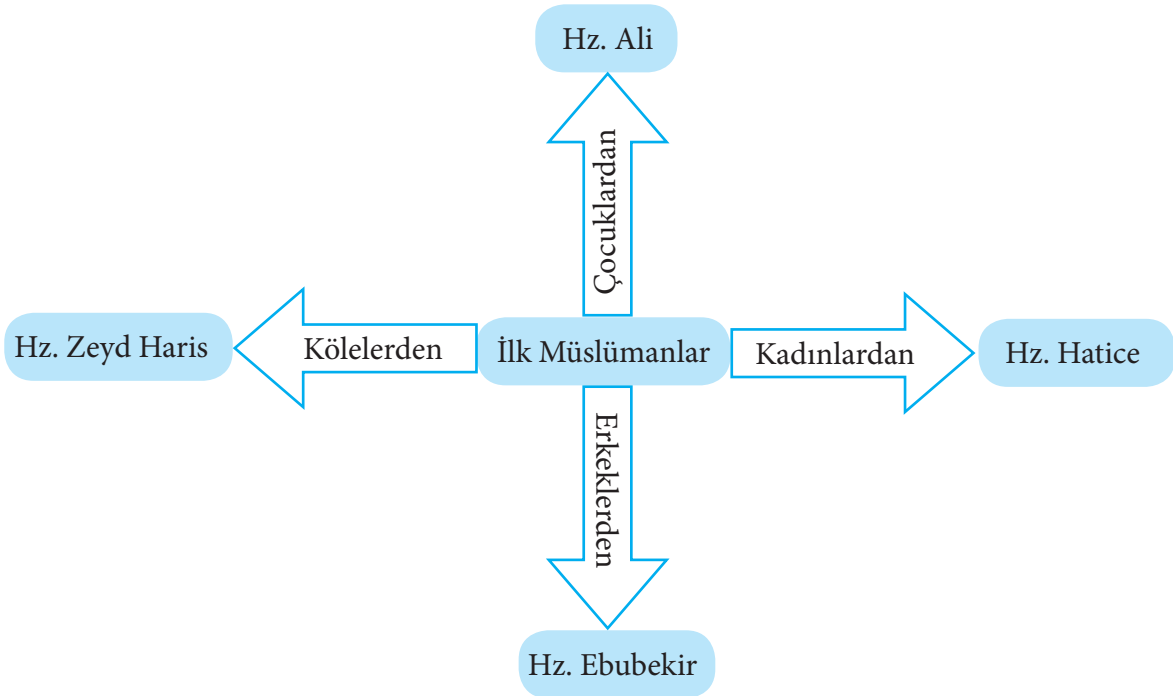 Hz. Ali
Çocuklardan
Hz. Zeyd Haris
Kölelerden
İlk Müslümanlar
Kadınlardan
Hz. Hatice
Erkeklerden
Hz. Ebubekir